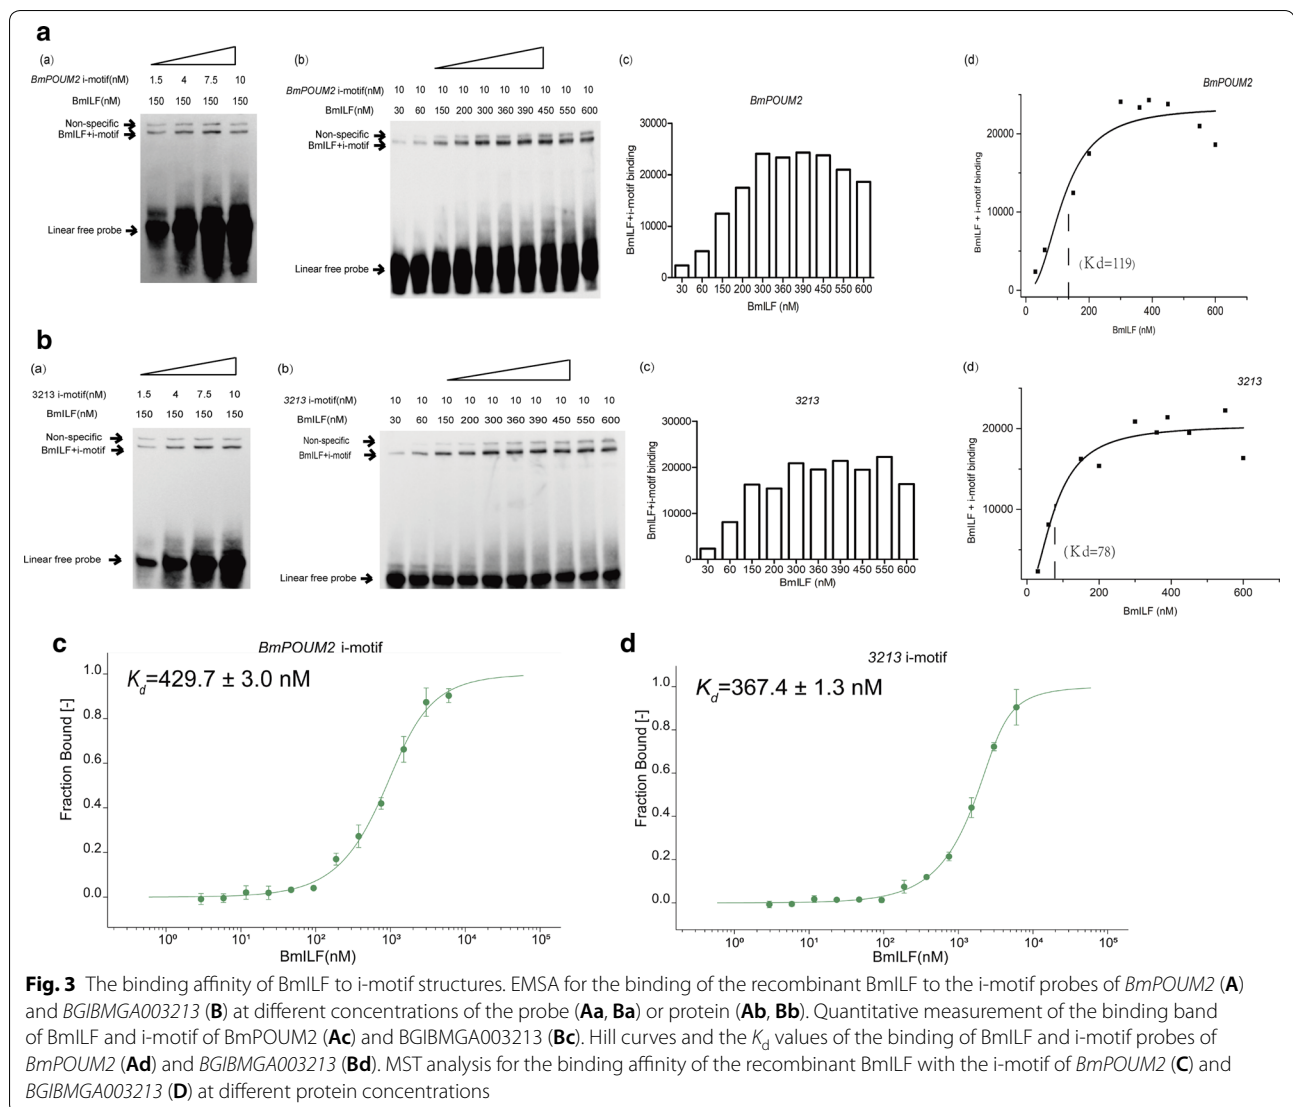 a
(a)
BmPOUM2 i-motif(nM) 1.5 4 7.5 10
BmILF(nM) 150 150 150 150
Non-specific
BmILF+i-motif
Linear free probe
(b)
BmPOUM2 i-motif(nM) 10 10 10 10 10 10 10 10 10 10
BmILF(nM) 30 60 150 200 300 360 390 450 550 600
Non-specific
BmILF+i-motif
Linear free probe
(c)
BmPOUM2
BmILF+i-motif binding
30000
20000
10000
0
30 60 150 200 300 360 390 450 550 600
BmILF (nM)
(d)
BmPOUM2
BmILF + i-motif binding
20000
10000
0
(Kd=119)
0 200 400 600
BmILF (nM)
b
(a)
3213 i-motif(nM) 1.5 4 7.5 10
BmILF(nM) 150 150 150 150
Non-specific
BmILF+i-motif
Linear free probe
(b)
3213 i-motif(nM) 10 10 10 10 10 10 10 10 10 10
BmILF(nM) 30 60 150 200 300 360 390 450 550 600
Non-specific
BmILF+i-motif
Linear free probe
(c)
3213
BmILF+i-motif binding
30000
20000
10000
0
30 60 150 200 300 360 390 450 550 600
BmILF (nM)
(d)
3213
BmILF + i-motif binding
20000
10000
(Kd=78)
0 200 400 600
BmILF (nM)
c
BmPOUM2 i-motif
Kd=429.7 ± 3.0 nM
Fraction Bound [-]
1.0
0.8
0.6
0.4
0.2
0.0
10⁰ 10¹ 10² 10³ 10⁴ 10⁵
BmILF(nM)
d
3213 i-motif
Kd=367.4 ± 1.3 nM
Fraction Bound [-]
1.0
0.8
0.6
0.4
0.2
0.0
10⁰ 10¹ 10² 10³ 10⁴ 10⁵
BmILF(nM)
Fig. 3 The binding affinity of BmILF to i-motif structures. EMSA for the binding of the recombinant BmILF to the i-motif probes of BmPOUM2 (A)
and BGIBMGA003213 (B) at different concentrations of the probe (Aa, Ba) or protein (Ab, Bb). Quantitative measurement of the binding band
of BmILF and i-motif of BmPOUM2 (Ac) and BGIBMGA003213 (Bc). Hill curves and the Kd values of the binding of BmILF and i-motif probes of
BmPOUM2 (Ad) and BGIBMGA003213 (Bd). MST analysis for the binding affinity of the recombinant BmILF with the i-motif of BmPOUM2 (C) and
BGIBMGA003213 (D) at different protein concentrations